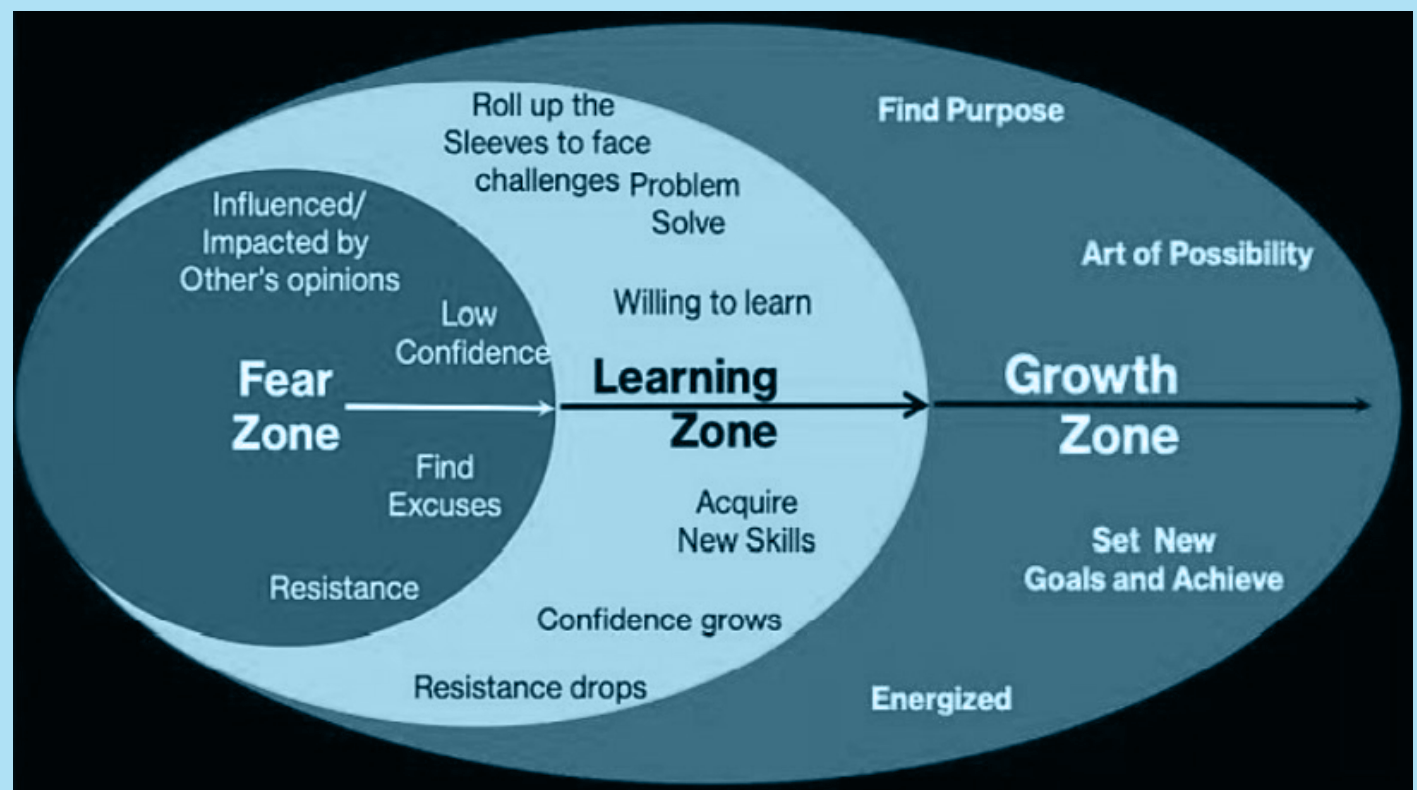 Influenced/
Impacted by
Other's opinions
Low
Confidence
Fear
Zone
Find
Excuses
Resistance
Roll up the
Sleeves to face
challenges
Problem
Solve
Willing to learn
Learning
Zone
Acquire
New Skills
Confidence grows
Resistance drops
Find Purpose
Art of Possibility
Growth
Zone
Set New
Goals and Achieve
Energized